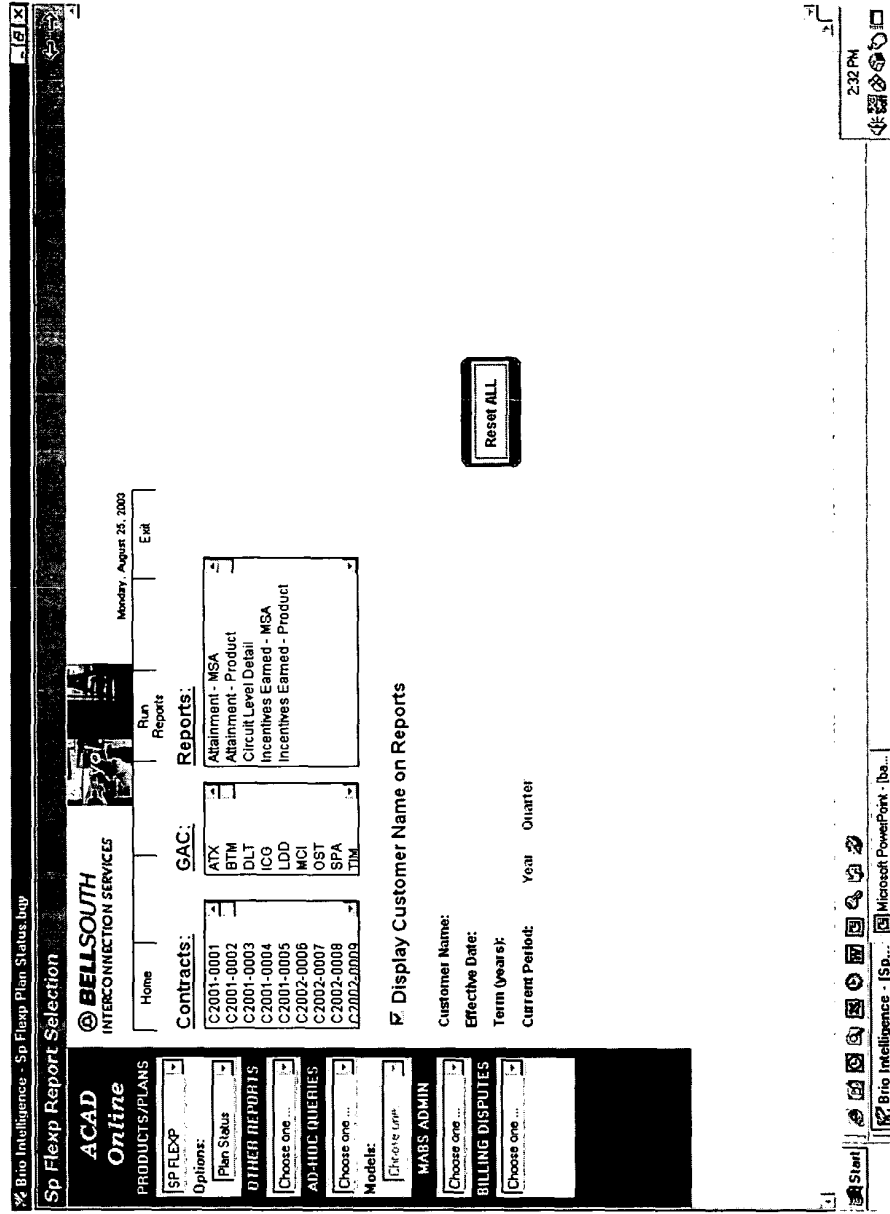 Brio Intelligence - Sp Flexp Plan Status.bqy
Sp Flexp Report Selection
ACAD
Online
PRODUCTS/PLANS
SP FLEXP
Options:
Plan Status
OTHER REPORTS
Choose one ...
AD-HOC QUERIES
Choose one ...
Models:
Choose one
MABS ADMIN
Choose one ...
BILLING DISPUTES
Choose one ...
BELLSOUTH
INTERCONNECTION SERVICES
Monday, August 25, 2003
Home
Run
Reports
Exit
Contracts:
C2001-0001
C2001-0002
C2001-0003
C2001-0004
C2001-0005
C2002-0006
C2002-0007
C2002-0008
C2002-0009
GAC:
ATX
BTM
DLT
ICG
LDD
MCI
OST
SPA
TIM
Reports:
Attainment - MSA
Attainment - Product
Circuit Level Detail
Incentives Earned - MSA
Incentives Earned - Product
Display Customer Name on Reports
Customer Name:
Effective Date:
Term (years):
Current Period: Year Quarter
Reset ALL
Start
Brio Intelligence - [Sp...
Microsoft PowerPoint - [ba...
2:32 PM